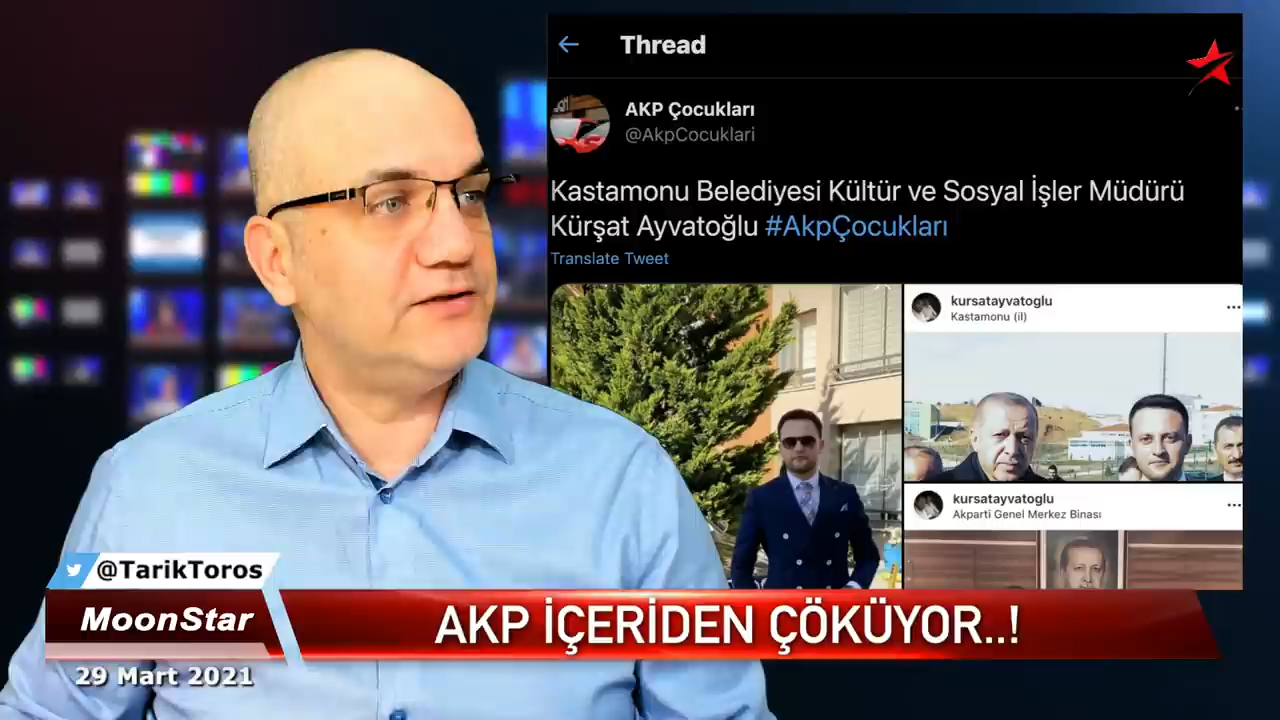 Thread
AKP Çocukları
@AkpCocuklari
Kastamonu Belediyesi Kültür ve Sosyal İşler Müdürü
Kürşat Ayvatoğlu #AkpÇocukları
Translate Tweet
kursatayvatoglu
Kastamonu (il)
kursatayvatoglu
Akparti Genel Merkez Binası
@TarikToros
MoonStar
AKP İÇERİDEN ÇÖKÜYOR..!
29 Mart 2021